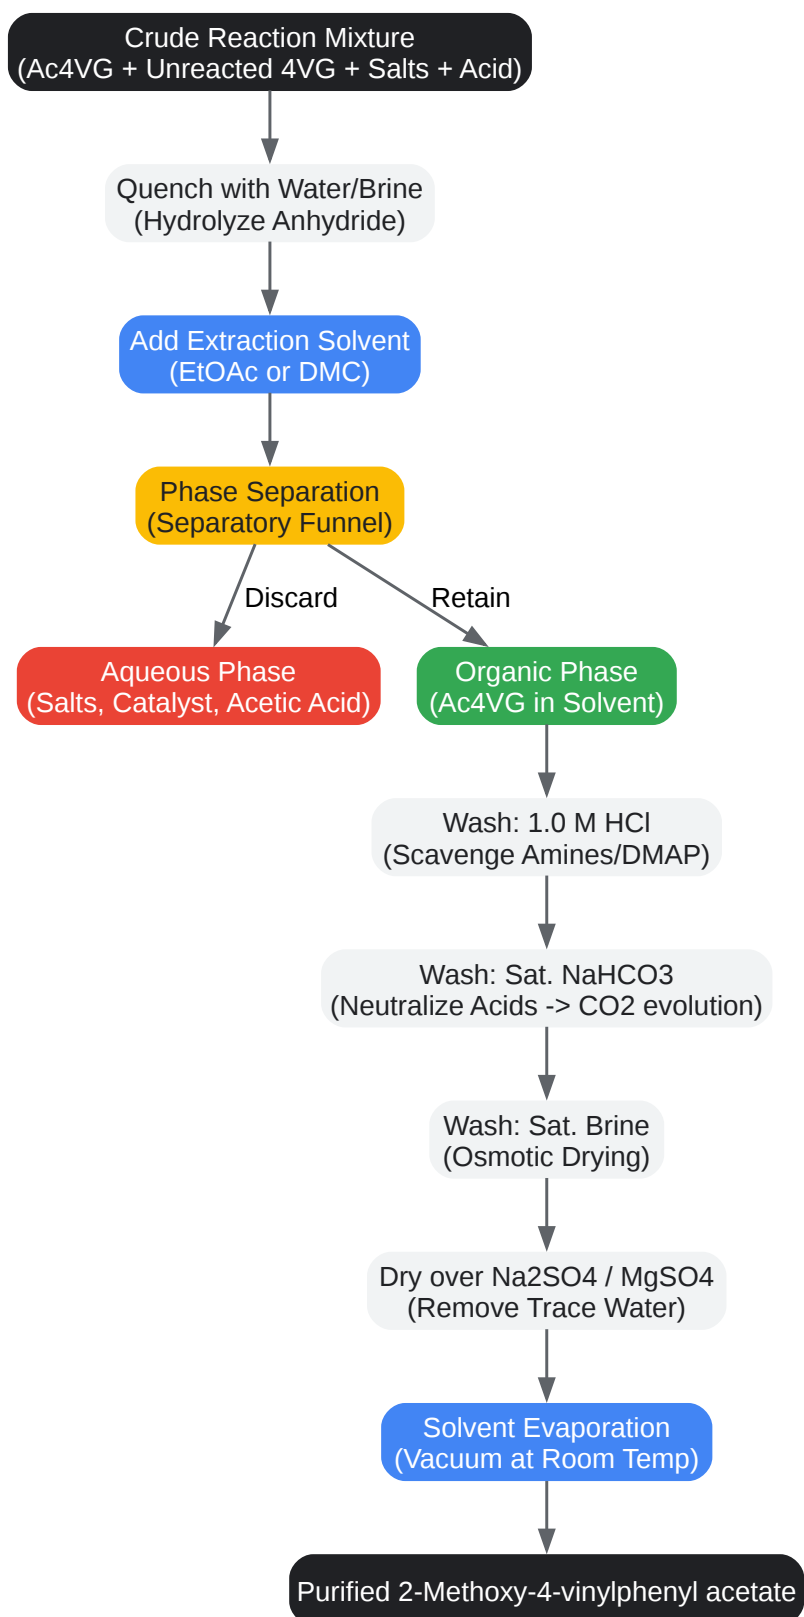 Crude Reaction Mixture
(Ac4VG + Unreacted 4VG + Salts + Acid)
Quench with Water/Brine
(Hydrolyze Anhydride)
Add Extraction Solvent
(EtOAc or DMC)
Phase Separation
(Separatory Funnel)
Discard
Retain
Aqueous Phase
(Salts, Catalyst, Acetic Acid)
Organic Phase
(Ac4VG in Solvent)
Wash: 1.0 M HCl
(Scavenge Amines/DMAP)
Wash: Sat. NaHCO3
(Neutralize Acids -> CO2 evolution)
Wash: Sat. Brine
(Osmotic Drying)
Dry over Na2SO4 / MgSO4
(Remove Trace Water)
Solvent Evaporation
(Vacuum at Room Temp)
Purified 2-Methoxy-4-vinylphenyl acetate